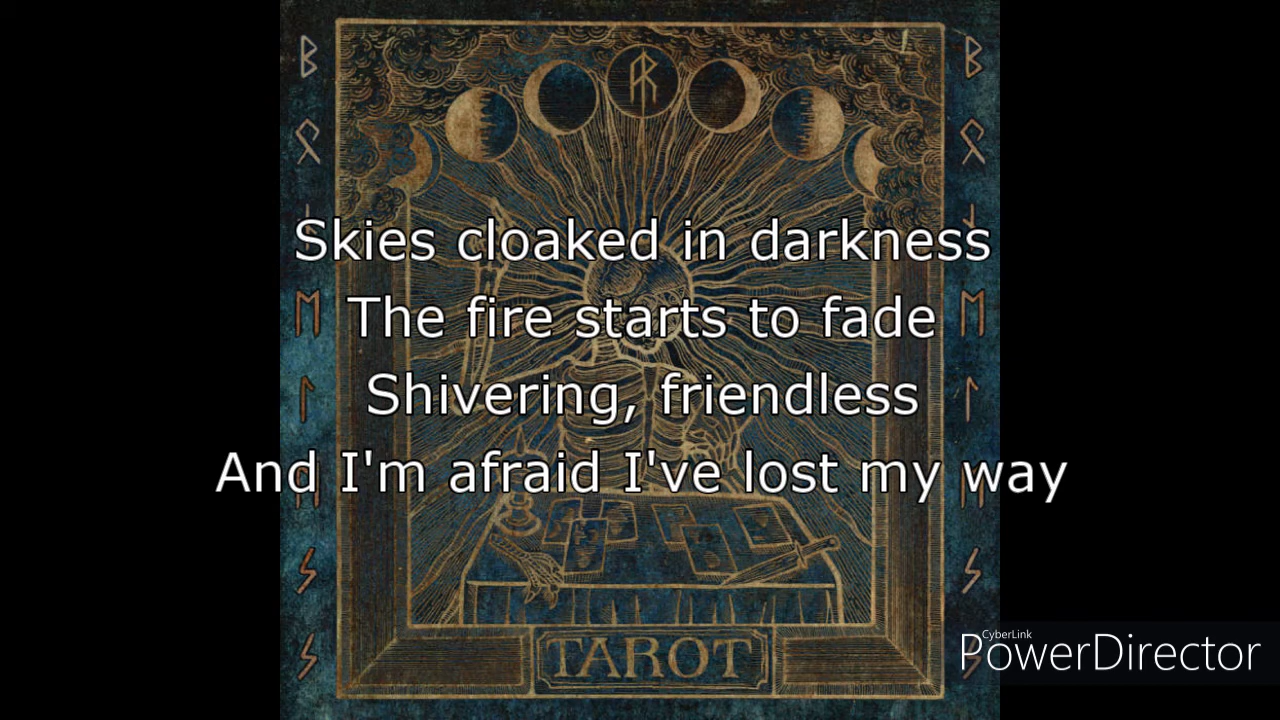 Skies cloaked in darkness
The fire starts to fade
Shivering, friendless
And I'm afraid I've lost my way
TAROT
CyberLink
PowerDirector